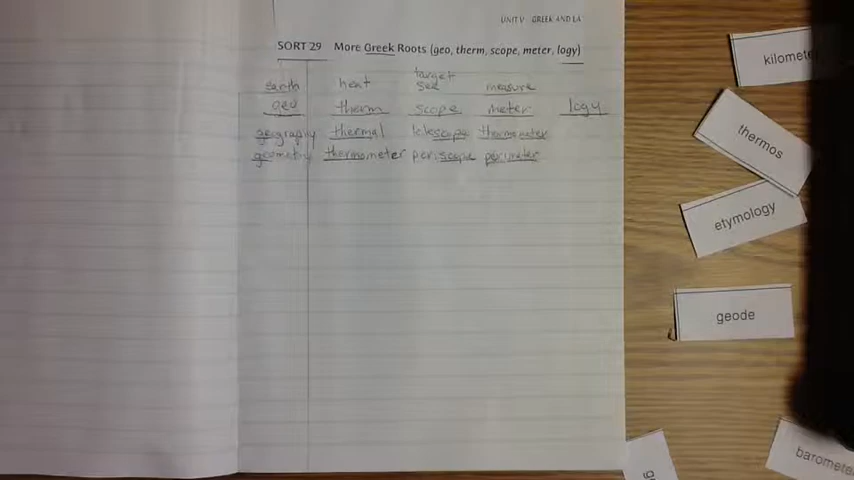 UNIT V GREEK AND LA
SORT 29 More Greek Roots (geo, therm, scope, meter, logy)
target
earth heat see measure
geo therm scope meter logy
geography thermal telescope thermometer
geometry thermometer periscope perimeter
kilomete
thermos
etymology
geode
baromete